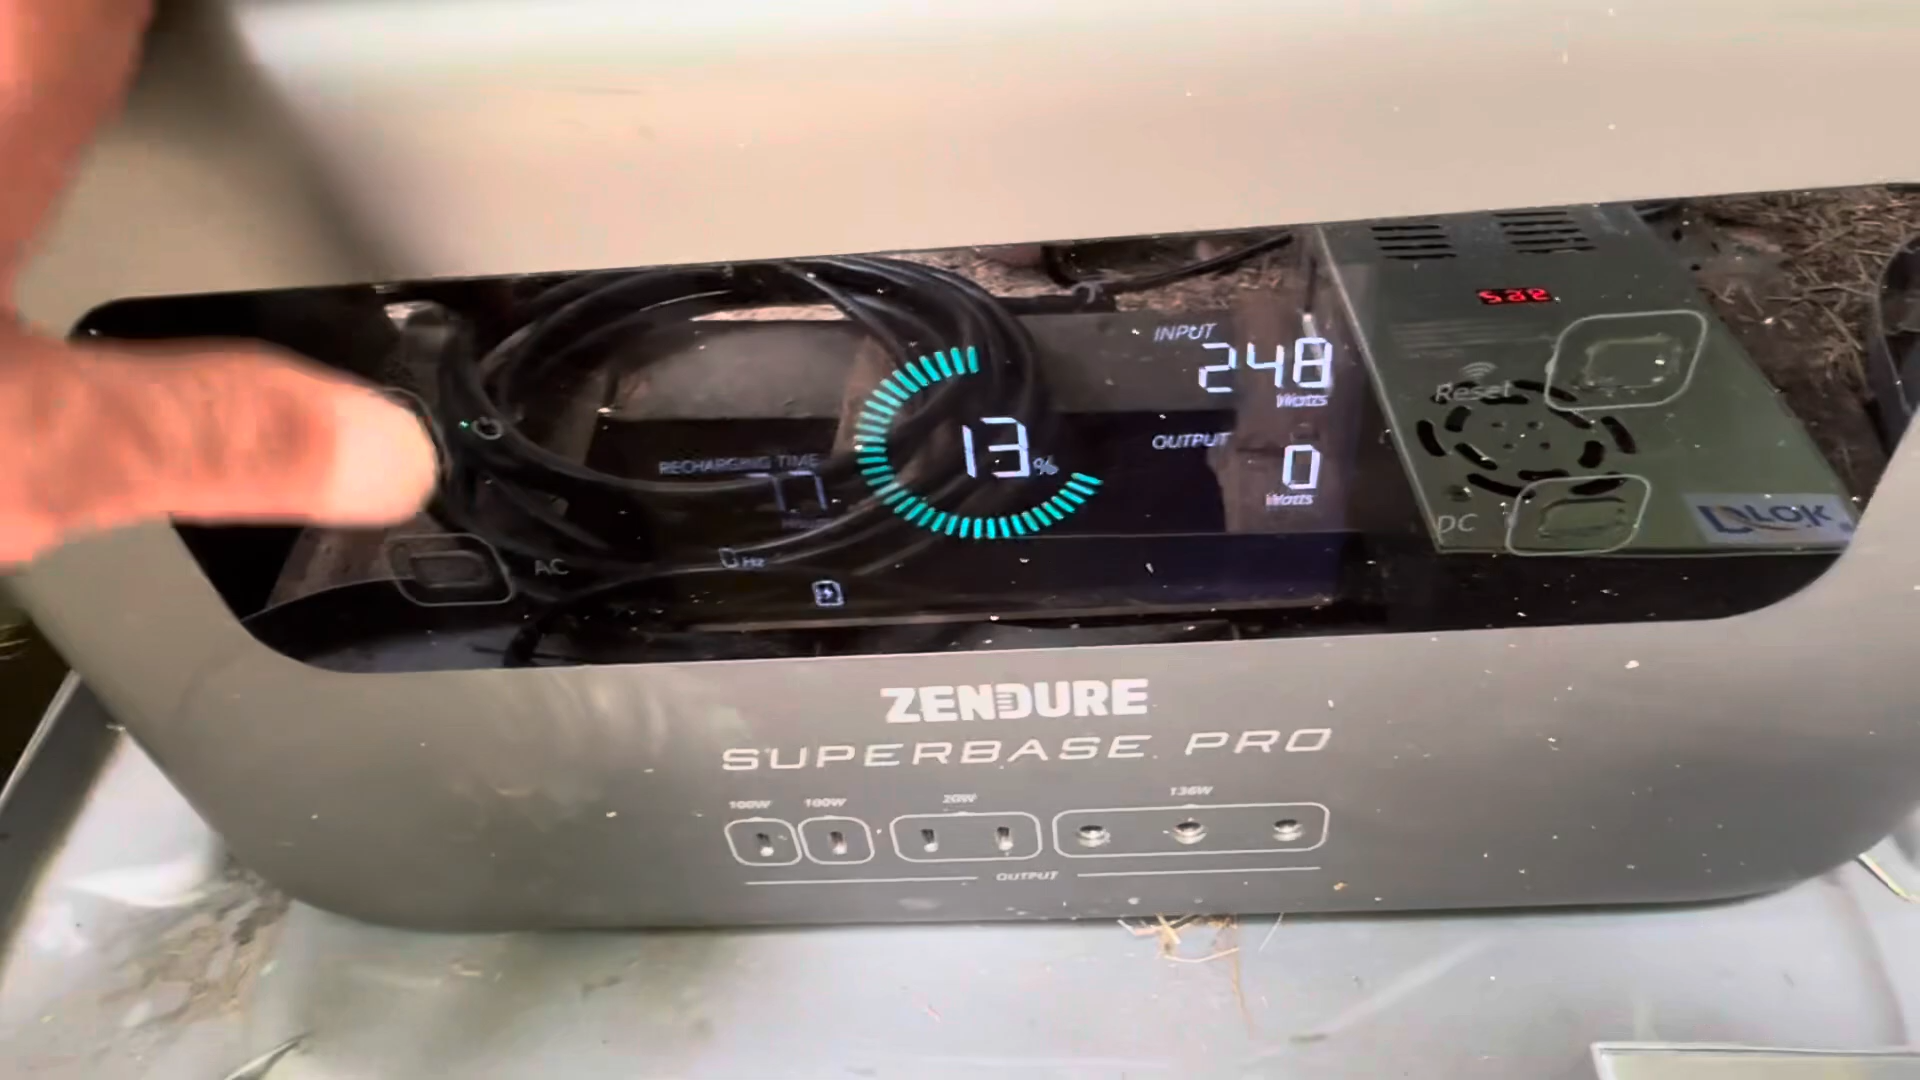 INPUT
248
Watts
Reset
RECHARGING TIME
13%
OUTPUT
0
Watts
DC
AC
Hz
ZENDURE
SUPERBASE PRO
100W
100W
20W
136W
OUTPUT